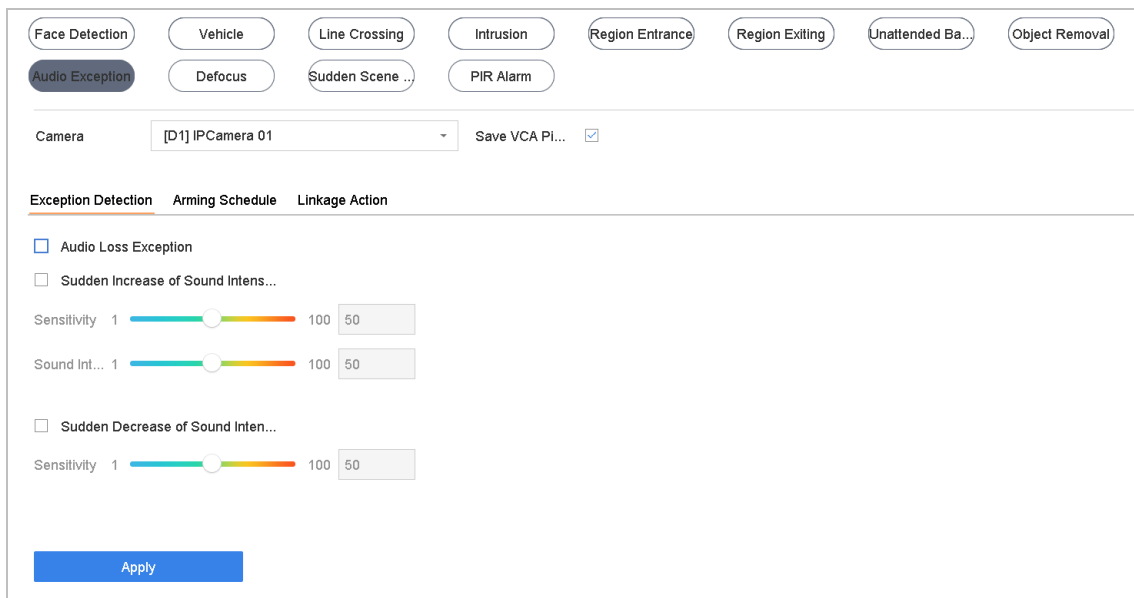 Face Detection Vehicle Line Crossing Intrusion Region Entrance Region Exiting Unattended Ba... Object Removal
Audio Exception Defocus Sudden Scene ... PIR Alarm
Camera [D1] IPCamera 01 Save VCA Pi...
Exception Detection Arming Schedule Linkage Action
Audio Loss Exception
Sudden Increase of Sound Intens...
Sensitivity 1 100 50
Sound Int... 1 100 50
Sudden Decrease of Sound Inten...
Sensitivity 1 100 50
Apply